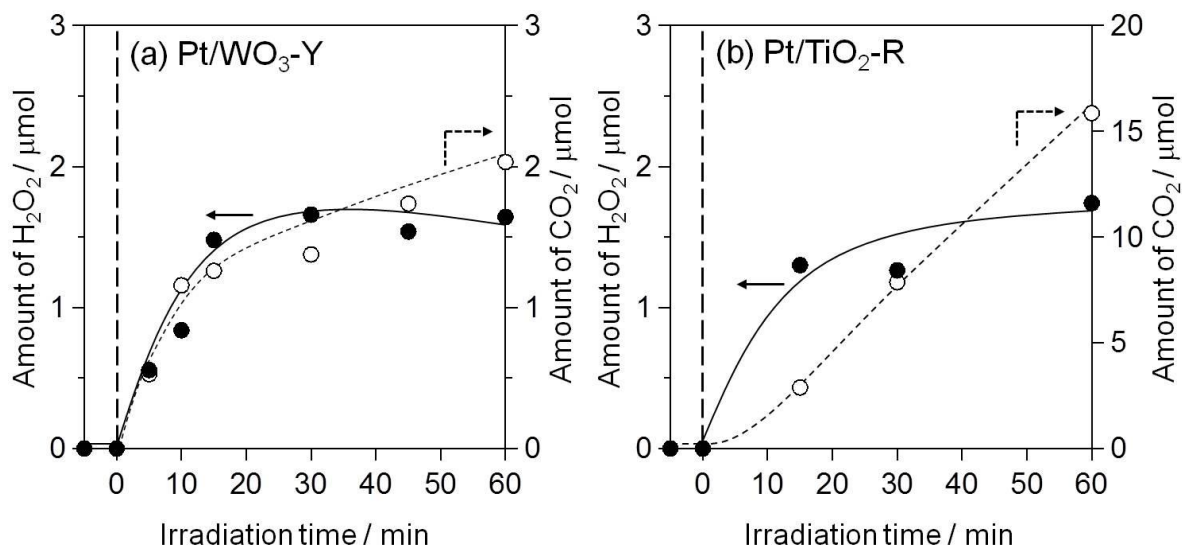 (a) Pt/WO₃-Y
3
2
1
0
Amount of H₂O₂ / μmol
0 10 20 30 40 50 60
Irradiation time / min
3
2
1
0
Amount of CO₂ / μmol
(b) Pt/TiO₂-R
3
2
1
0
Amount of H₂O₂ / μmol
0 10 20 30 40 50 60
Irradiation time / min
20
15
10
5
0
Amount of CO₂ / μmol